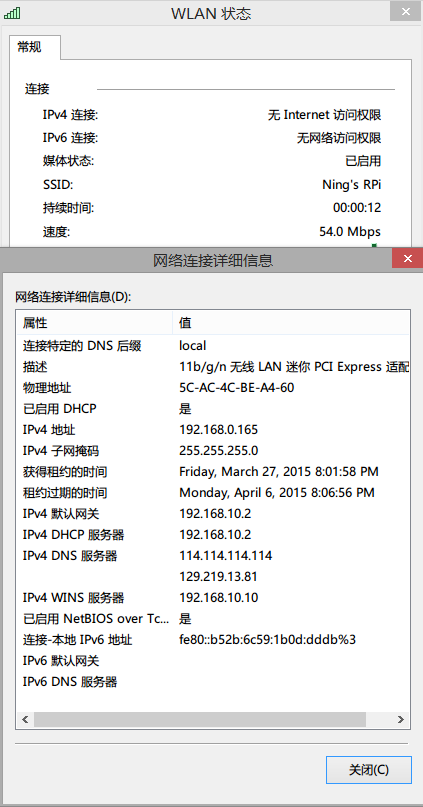 WLAN 状态
常规
连接
IPv4 连接: 无 Internet 访问权限
IPv6 连接: 无网络访问权限
媒体状态: 已启用
SSID: Ning's RPi
持续时间: 00:00:12
速度: 54.0 Mbps
网络连接详细信息
网络连接详细信息(D):
属性 值
连接特定的 DNS 后缀 local
描述 11b/g/n 无线 LAN 迷你 PCI Express 适配
物理地址 5C-AC-4C-BE-A4-60
已启用 DHCP 是
IPv4 地址 192.168.0.165
IPv4 子网掩码 255.255.255.0
获得租约的时间 Friday, March 27, 2015 8:01:58 PM
租约过期的时间 Monday, April 6, 2015 8:06:56 PM
IPv4 默认网关 192.168.10.2
IPv4 DHCP 服务器 192.168.10.2
IPv4 DNS 服务器 114.114.114.114
129.219.13.81
IPv4 WINS 服务器 192.168.10.10
已启用 NetBIOS over Tc... 是
连接-本地 IPv6 地址 fe80::b52b:6c59:1b0d:dddb%3
IPv6 默认网关
IPv6 DNS 服务器
关闭(C)